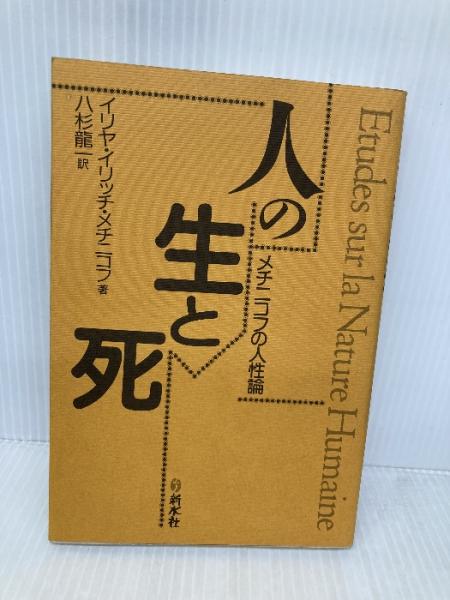 Etudes sur la Nature Humaine
人の
生と
死
メチニコフの人性論
イリヤ・イリッチ・メチニコフ 著
八杉龍一 訳
新水社